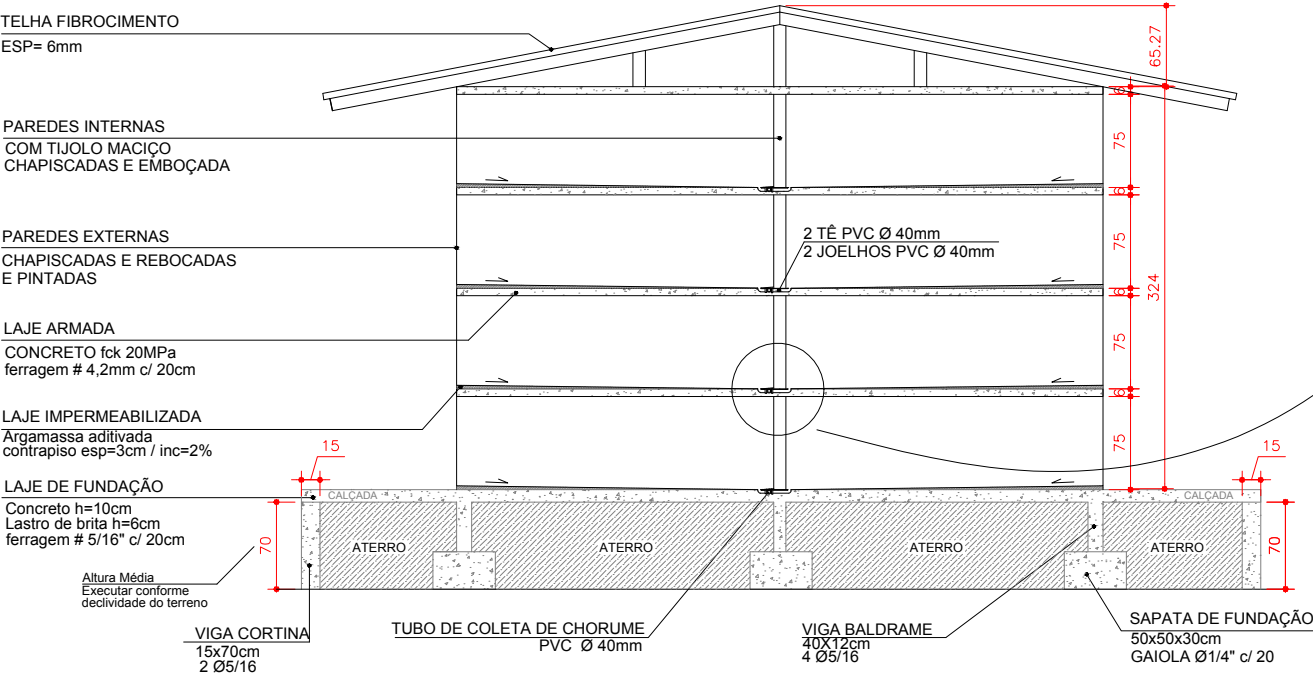 TELHA FIBROCIMENTO
ESP= 6mm
65.27
PAREDES INTERNAS
COM TIJOLO MACIÇO
CHAPISCADAS E EMBOÇADA
6
75
6
PAREDES EXTERNAS
CHAPISCADAS E REBOCADAS
E PINTADAS
2 TÊ PVC Ø 40mm
2 JOELHOS PVC Ø 40mm
75
324
6
LAJE ARMADA
CONCRETO fck 20MPa
ferragem # 4,2mm c/ 20cm
75
6
LAJE IMPERMEABILIZADA
Argamassa aditivada
contrapiso esp=3cm / inc=2%
75
15
15
LAJE DE FUNDAÇÃO
Concreto h=10cm
Lastro de brita h=6cm
ferragem # 5/16" c/ 20cm
CALÇADA
CALÇADA
70
ATERRO
ATERRO
ATERRO
ATERRO
70
Altura Média
Executar conforme
declividade do terreno
VIGA CORTINA
15x70cm
2 Ø5/16
TUBO DE COLETA DE CHORUME
PVC Ø 40mm
VIGA BALDRAME
40X12cm
4 Ø5/16
SAPATA DE FUNDAÇÃO
50x50x30cm
GAIOLA Ø1/4" c/ 20